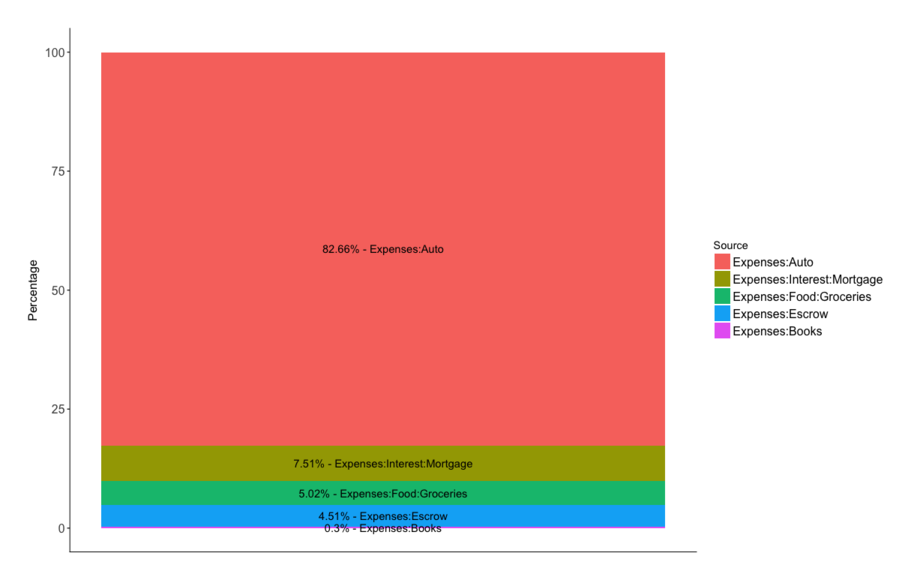 100
75
50
25
0
Percentage
82.66% - Expenses:Auto
7.51% - Expenses:Interest:Mortgage
5.02% - Expenses:Food:Groceries
4.51% - Expenses:Escrow
0.3% - Expenses:Books
Source
Expenses:Auto
Expenses:Interest:Mortgage
Expenses:Food:Groceries
Expenses:Escrow
Expenses:Books